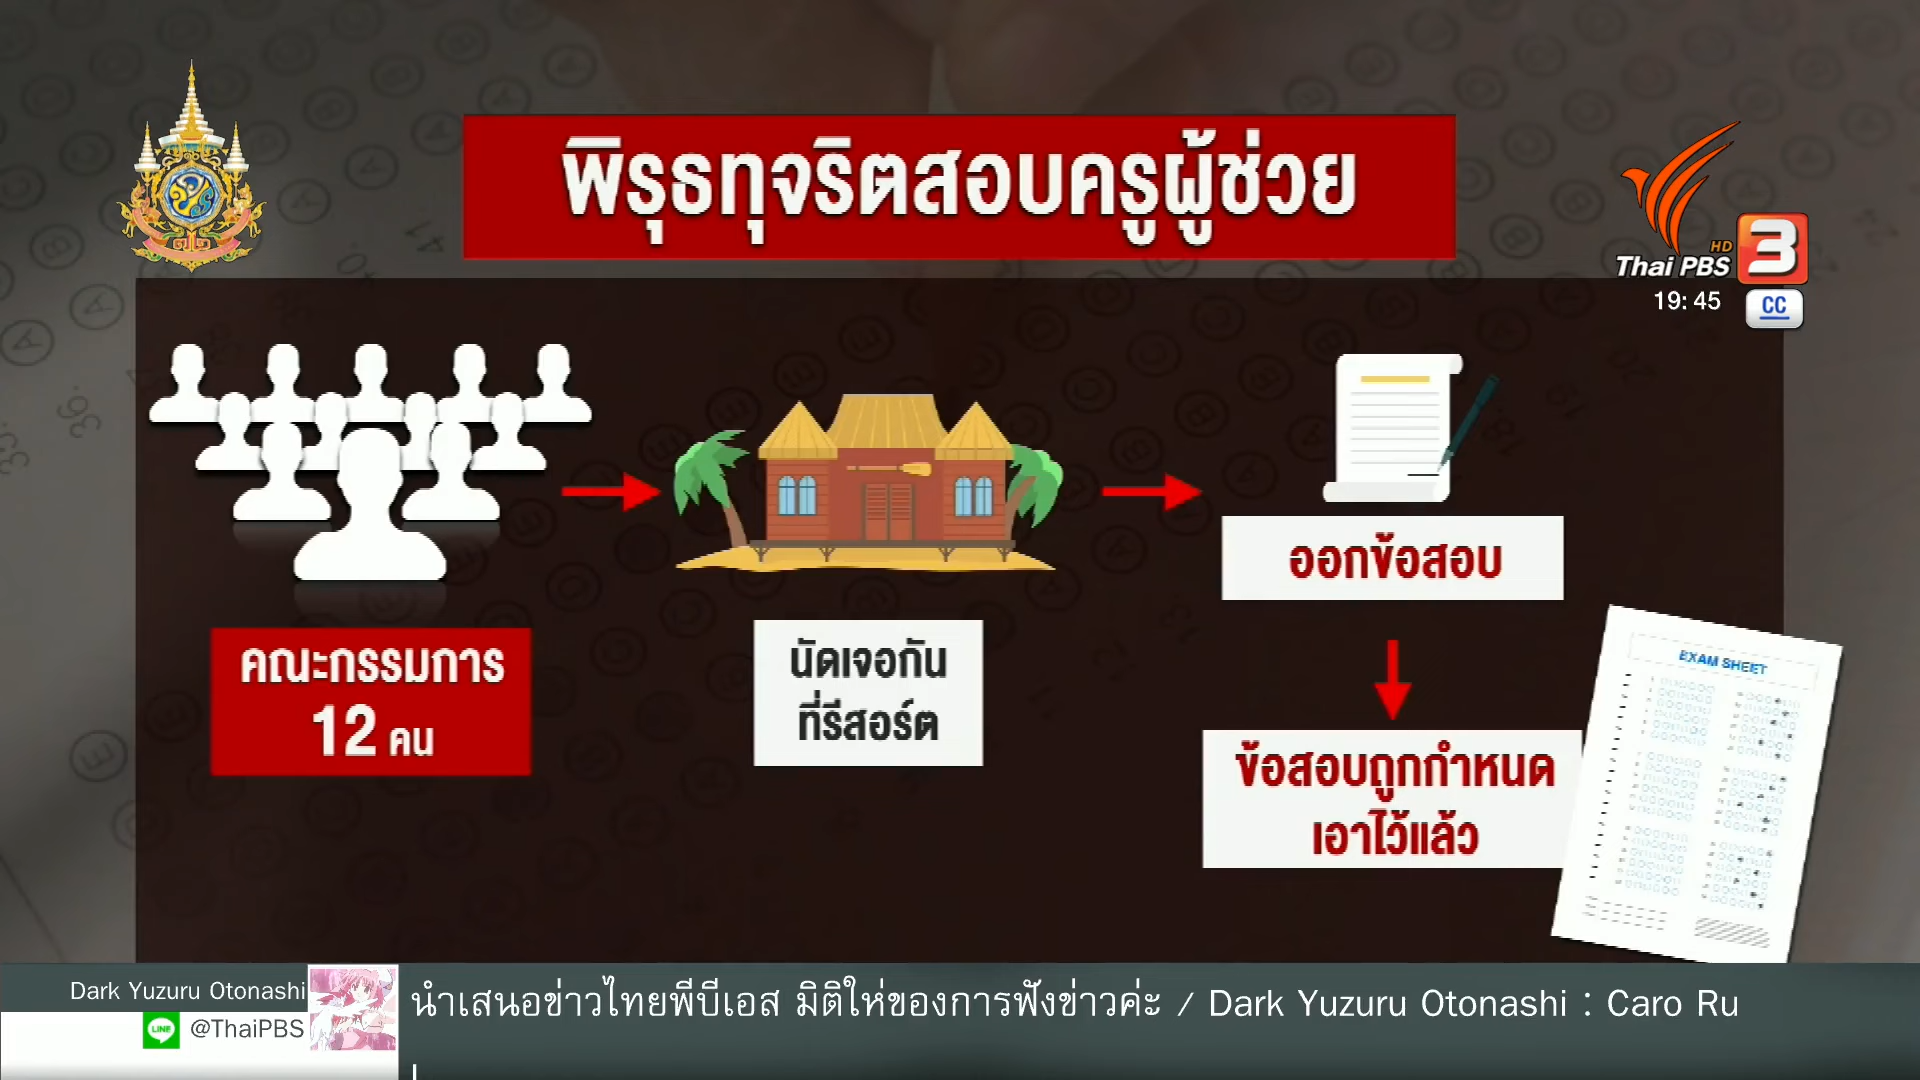 พิรุธทุจริตสอบครูผู้ช่วย
HD
Thai PBS
3
19:45
CC
คณะกรรมการ
12 คน
นัดเจอกัน
ที่รีสอร์ต
ออกข้อสอบ
ข้อสอบถูกกำหนด
เอาไว้แล้ว
EXAM SHEET
Dark Yuzuru Otonashi
LINE @ThaiPBS
นำเสนอข่าวไทยพีบีเอส มิติให่ของการฟังข่าวค่ะ / Dark Yuzuru Otonashi : Caro Ru